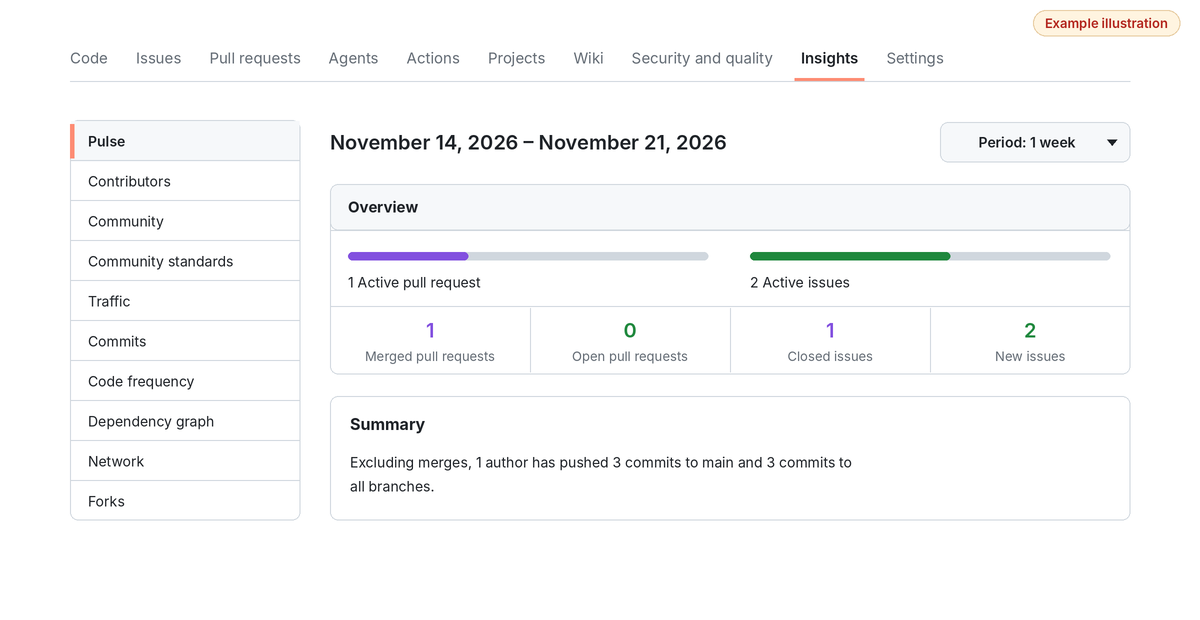 Example illustration
Code Issues Pull requests Agents Actions Projects Wiki Security and quality Insights Settings
Pulse
Contributors
Community
Community standards
Traffic
Commits
Code frequency
Dependency graph
Network
Forks
November 14, 2026 – November 21, 2026
Period: 1 week
Overview
1 Active pull request
2 Active issues
1
Merged pull requests
0
Open pull requests
1
Closed issues
2
New issues
Summary
Excluding merges, 1 author has pushed 3 commits to main and 3 commits to
all branches.